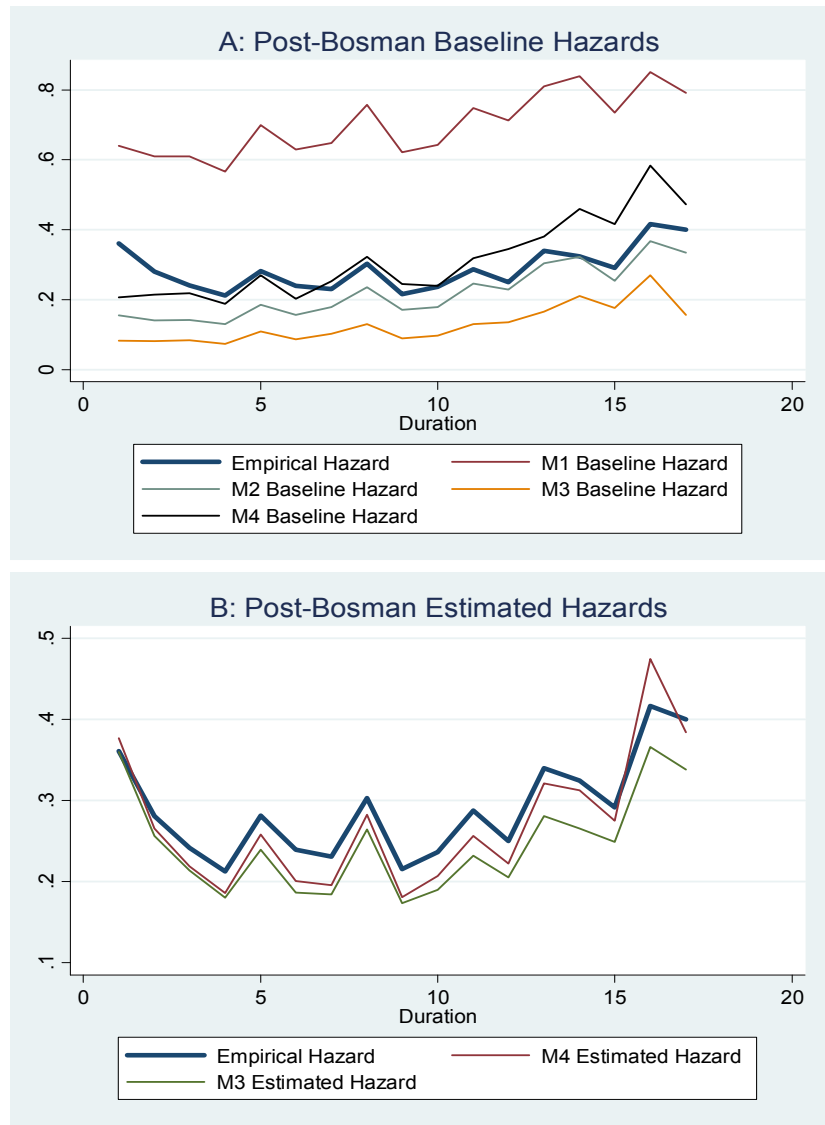 A: Post-Bosman Baseline Hazards
.8
.6
.4
.2
0
0 5 10 15 20
Duration
Empirical Hazard M1 Baseline Hazard
M2 Baseline Hazard M3 Baseline Hazard
M4 Baseline Hazard
B: Post-Bosman Estimated Hazards
.5
.4
.3
.2
.1
0 5 10 15 20
Duration
Empirical Hazard M4 Estimated Hazard
M3 Estimated Hazard